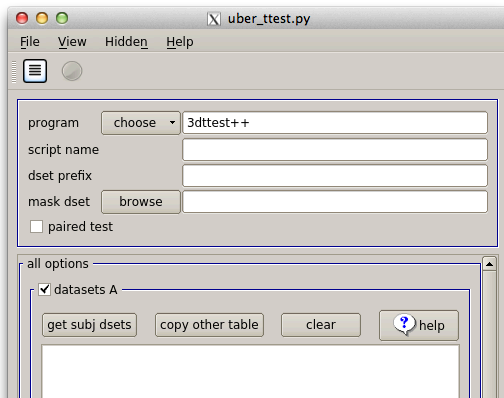 uber_ttest.py
File View Hidden Help
program choose 3dttest++
script name
dset prefix
mask dset browse
paired test
all options
datasets A
get subj dsets copy other table clear ? help